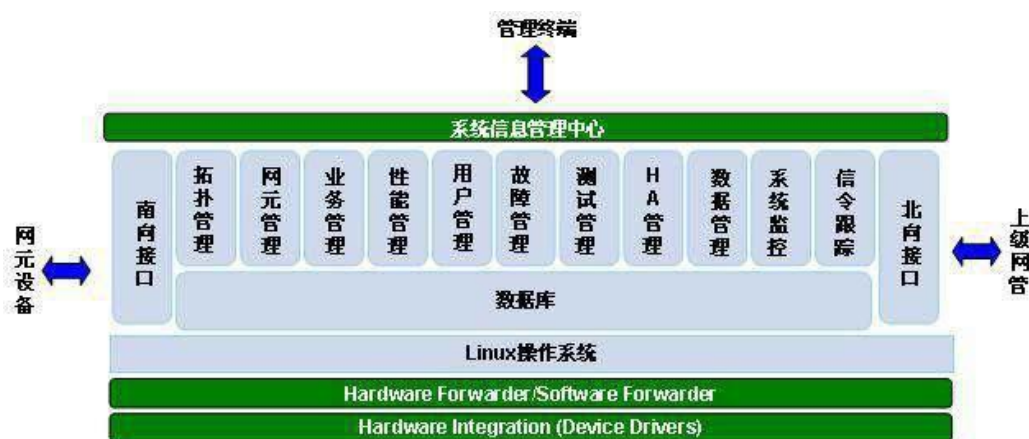 管理终端
系统信息管理中心
网元设备
南向接口
拓扑管理
网元管理
业务管理
性能管理
用户管理
故障管理
测试管理
HA管理
数据管理
系统监控
信令跟踪
北向接口
上级网管
数据库
Linux操作系统
Hardware Forwarder/Software Forwarder
Hardware Integration (Device Drivers)